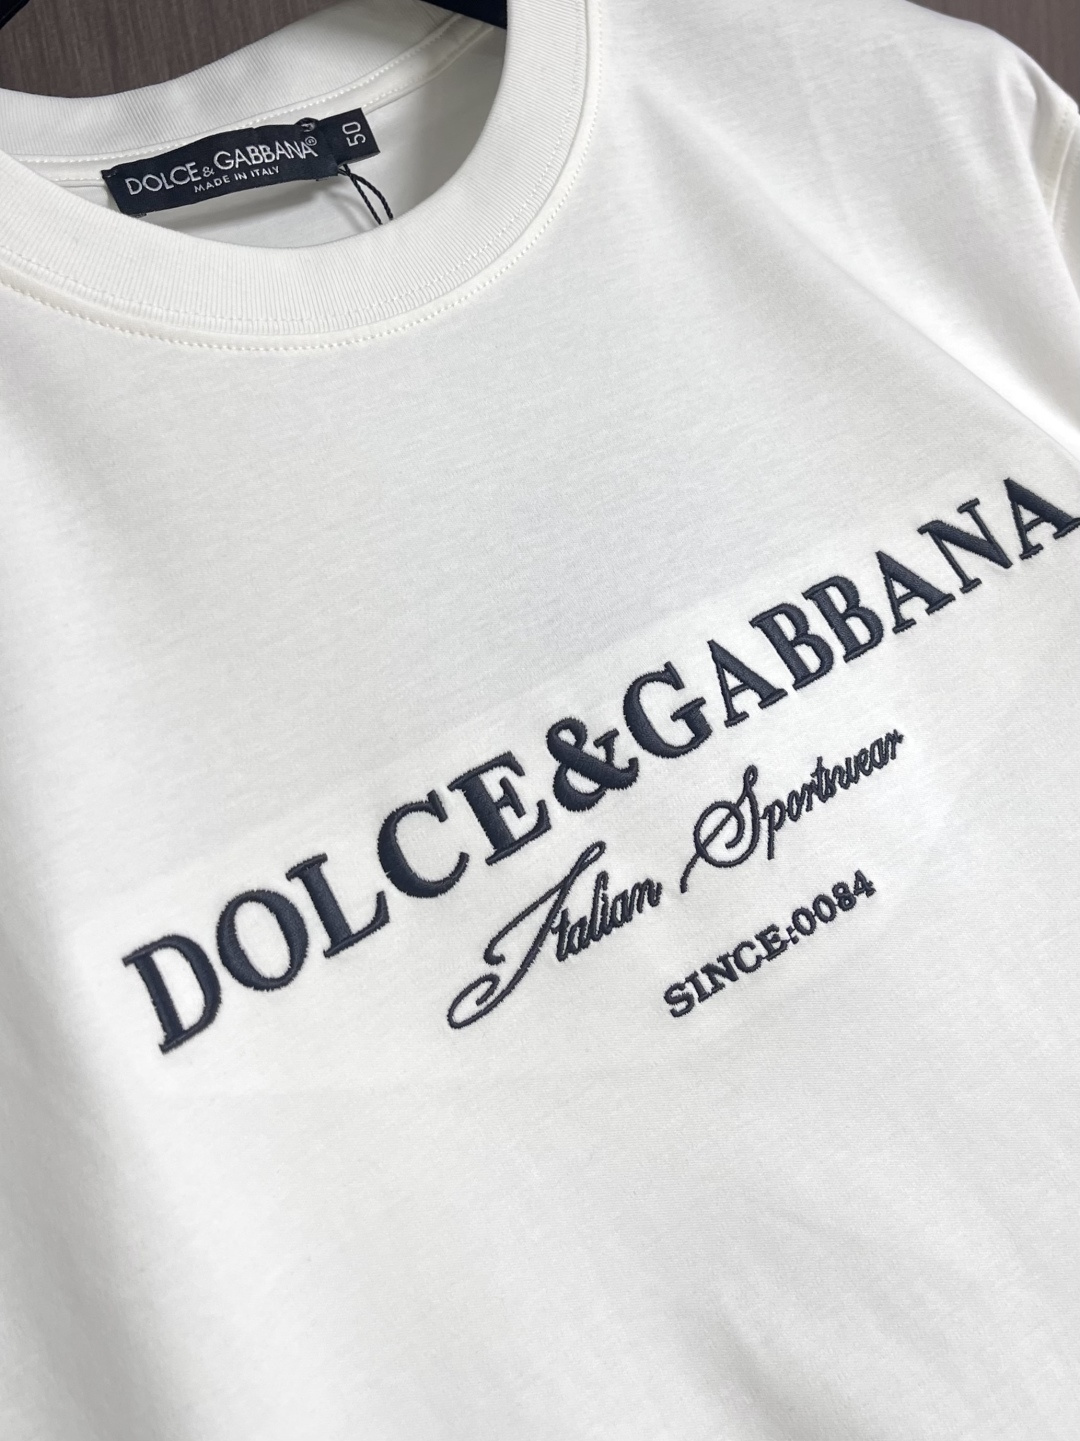 DOLCE&GABBANA®
MADE IN ITALY
50
DOLCE&GABBANA
Italian Sportswear
SINCE:0084